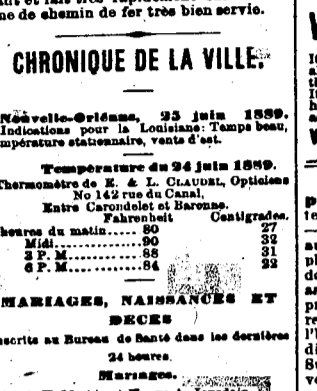 ne de chemin de fer très bien servie.
CHRONIQUE DE LA VILLE.
Nouvelle-Orléans, 25 juin 1889.
Indications pour la Louisiane: Temps beau,
mpérature stationnaire, vents d'est.
Température du 24 juin 1889.
Thermomètre de E. & L. CLAUDEL, Opticiens
No 142 rue du Canal,
Entre Carondelet et Baronne.
Fahrenheit Centigrades.
heures du matin..... 80 27
Midi.............. 90 32
3 P. M............ 88 31
6 P. M............ 84
MARIAGES, NAISSANCES ET
DECES
nscrits au Bureau de Santé dans les dernières
24 heures.
Mariages.